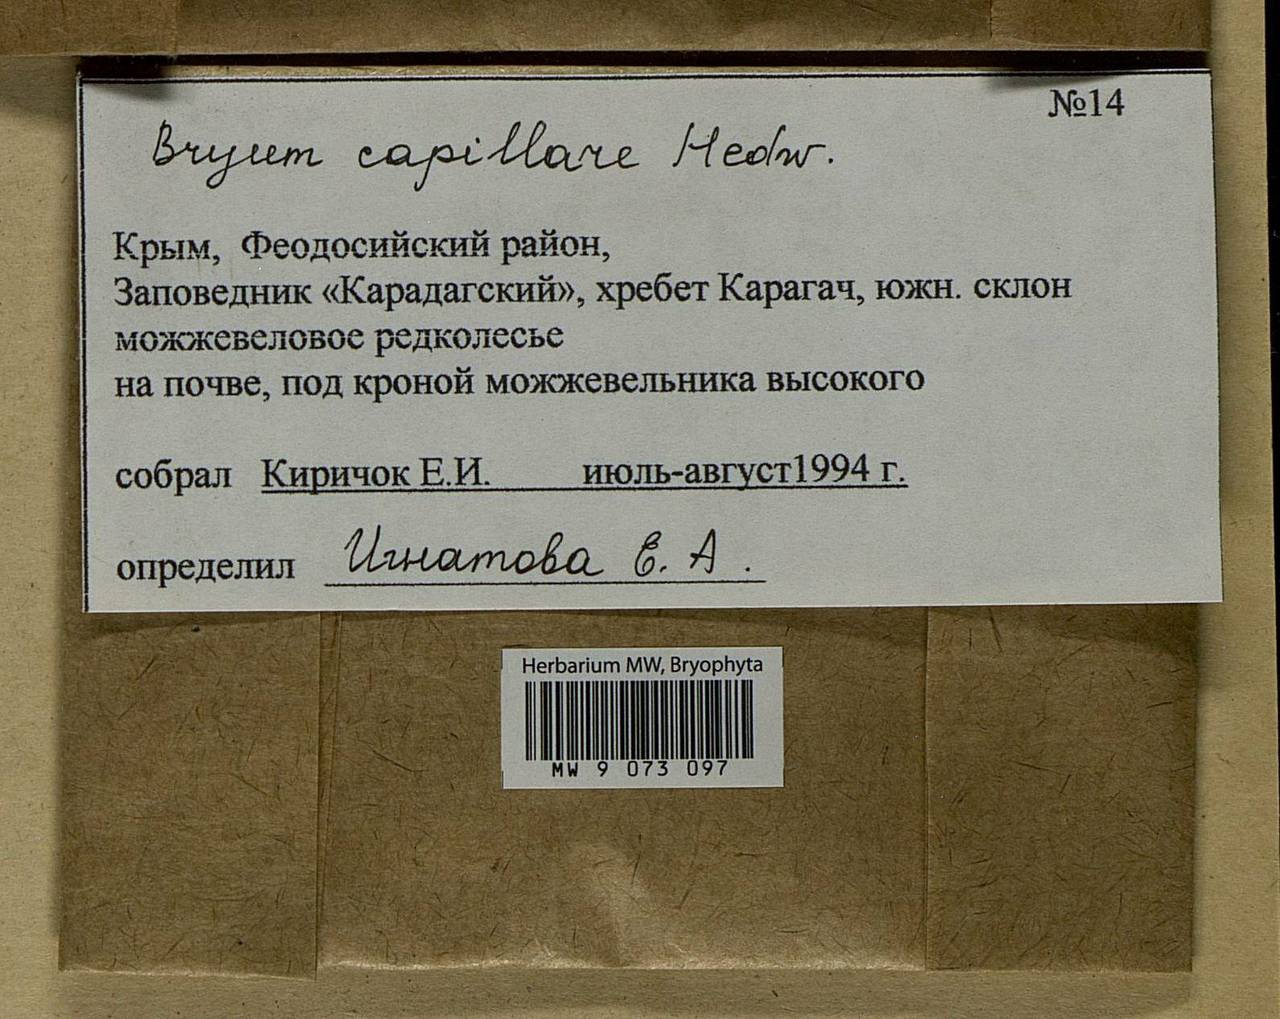 №14
Bryum capillare Hedw.
Крым, Феодосийский район,
Заповедник «Карадагский», хребет Карагач, южн. склон
можжевеловое редколесье
на почве, под кроной можжевельника высокого
собрал Киричок Е.И. июль-август1994 г.
определил Игнатова Е. А.
Herbarium MW, Bryophyta
MW 9 073 097